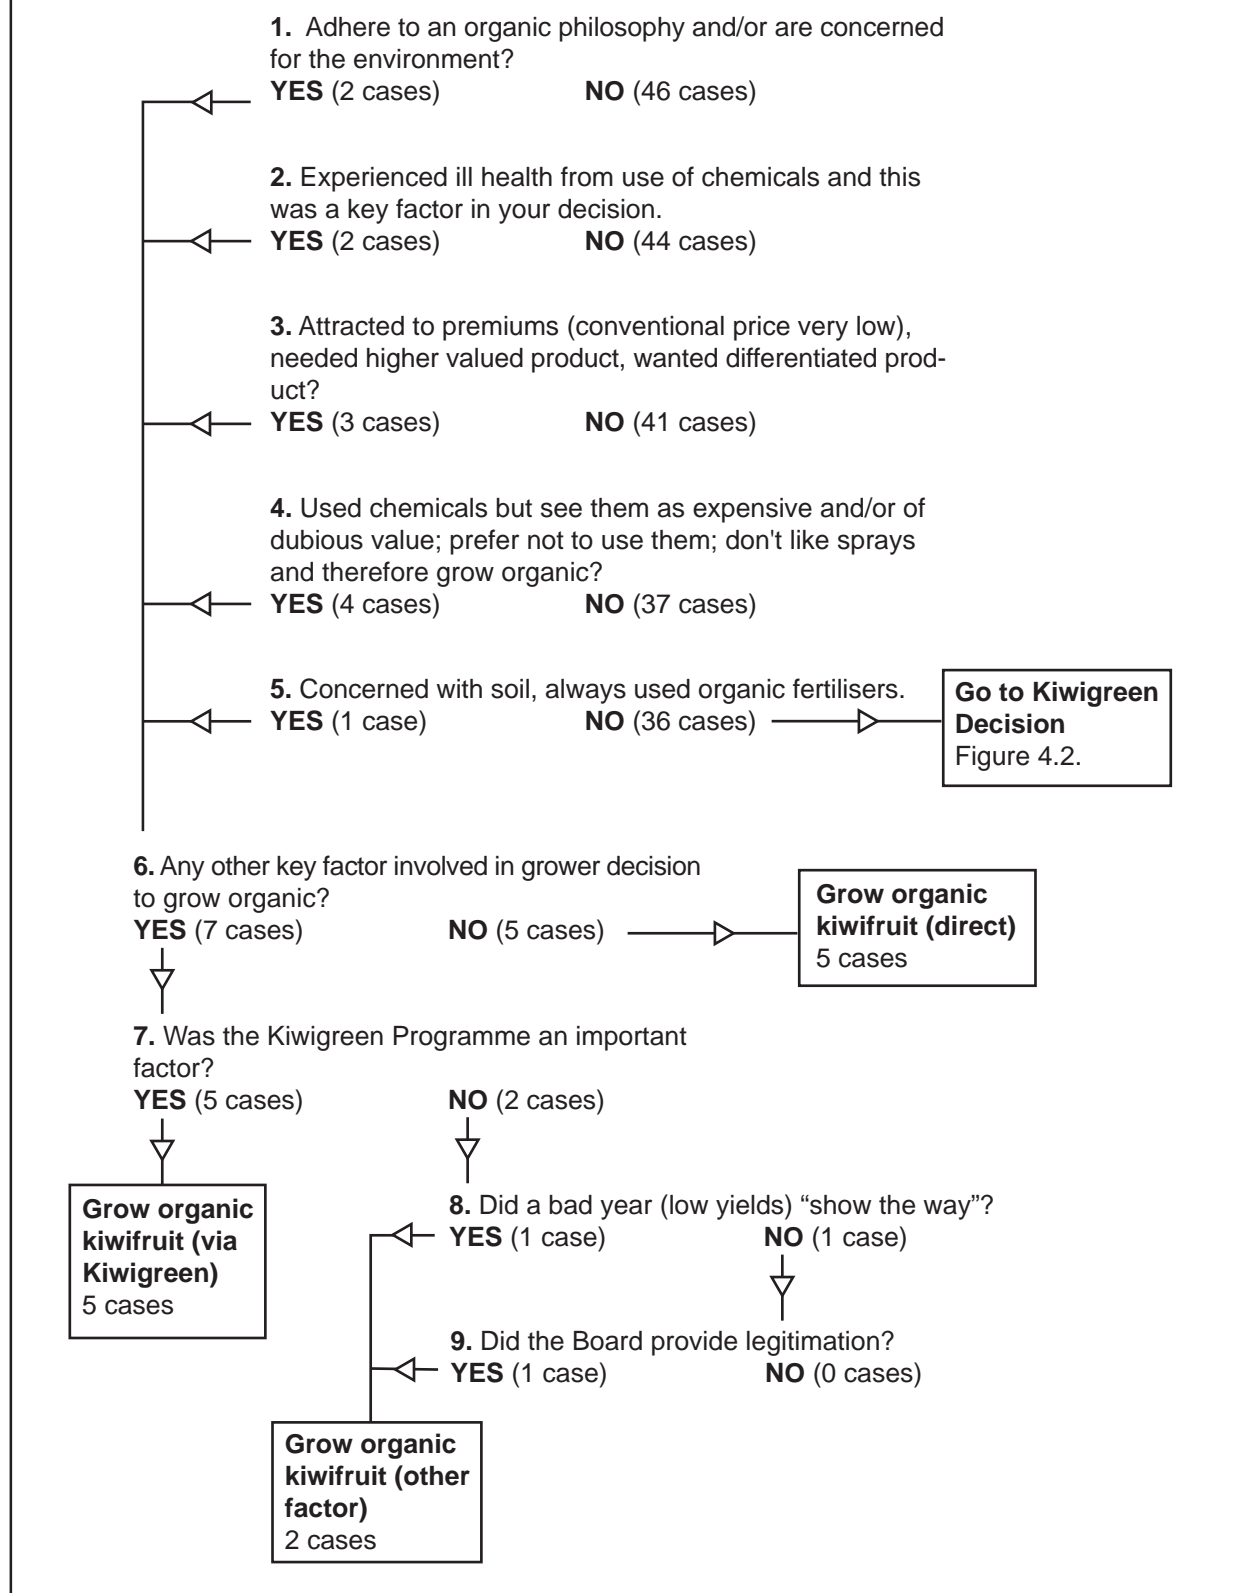 1. Adhere to an organic philosophy and/or are concerned
for the environment?
YES (2 cases) NO (46 cases)
2. Experienced ill health from use of chemicals and this
was a key factor in your decision.
YES (2 cases) NO (44 cases)
3. Attracted to premiums (conventional price very low),
needed higher valued product, wanted differentiated prod-
uct?
YES (3 cases) NO (41 cases)
4. Used chemicals but see them as expensive and/or of
dubious value; prefer not to use them; don't like sprays
and therefore grow organic?
YES (4 cases) NO (37 cases)
5. Concerned with soil, always used organic fertilisers.
YES (1 case) NO (36 cases)
Go to Kiwigreen
Decision
Figure 4.2.
6. Any other key factor involved in grower decision
to grow organic?
YES (7 cases) NO (5 cases)
Grow organic
kiwifruit (direct)
5 cases
7. Was the Kiwigreen Programme an important
factor?
YES (5 cases) NO (2 cases)
Grow organic
kiwifruit (via
Kiwigreen)
5 cases
8. Did a bad year (low yields) “show the way”?
YES (1 case) NO (1 case)
9. Did the Board provide legitimation?
YES (1 case) NO (0 cases)
Grow organic
kiwifruit (other
factor)
2 cases